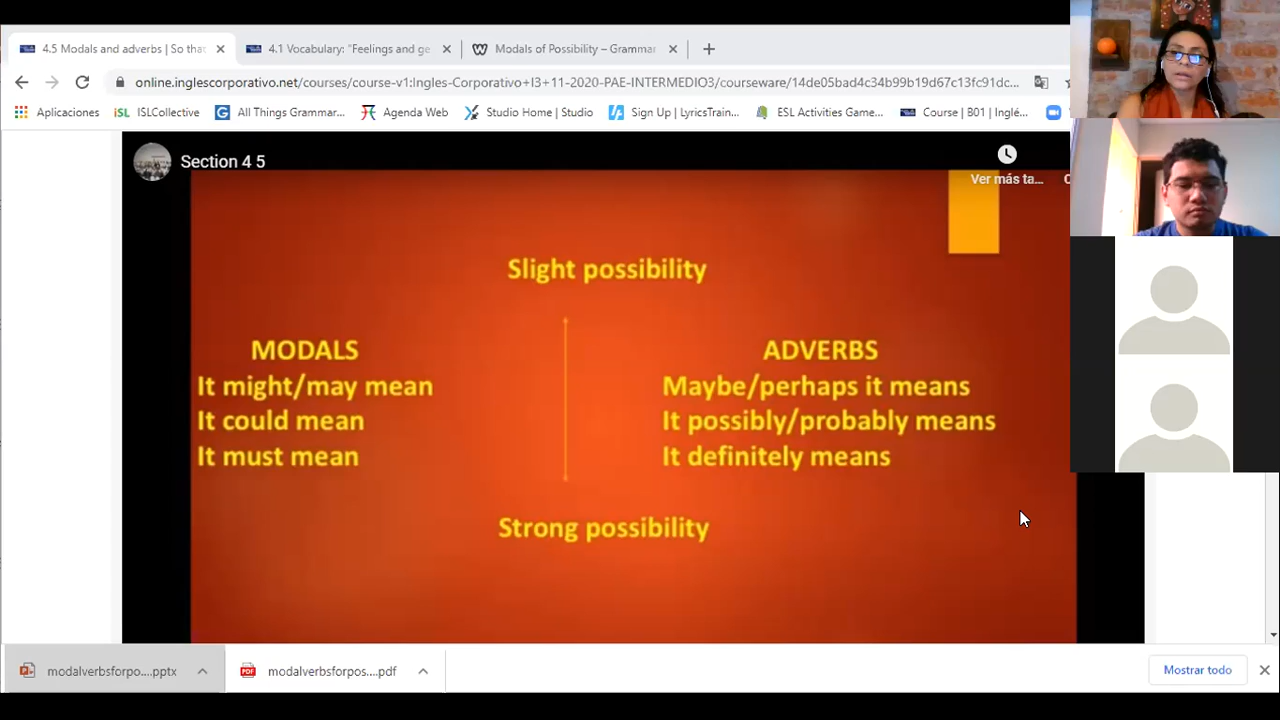 4.5 Modals and adverbs | So that
4.1 Vocabulary: "Feelings and ge
Modals of Possibility – Grammar
online.inglescorporativo.net/courses/course-v1:Ingles-Corporativo+I3+11-2020-PAE-INTERMEDIO3/courseware/14de05bad4c34b99b19d67c13fc91dc...
Aplicaciones
iSL ISLCollective
All Things Grammar...
Agenda Web
Studio Home | Studio
Sign Up | LyricsTrain...
ESL Activities Game...
Course | B01 | Inglé...
Section 4 5
Ver más ta...
Slight possibility
MODALS
It might/may mean
It could mean
It must mean
ADVERBS
Maybe/perhaps it means
It possibly/probably means
It definitely means
Strong possibility
modalverbsforpo....pptx
PDF modalverbsforpos....pdf
Mostrar todo